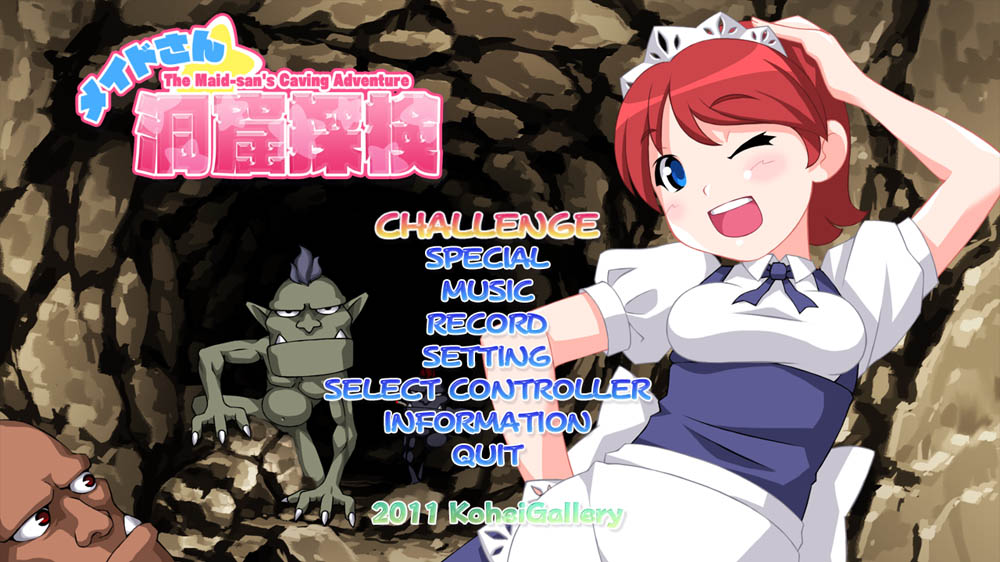 メイドさん
The Maid-san's Caving Adventure
洞窟探検
CHALLENGE
SPECIAL
MUSIC
RECORD
SETTING
SELECT CONTROLLER
INFORMATION
QUIT
2011 KoheiGallery